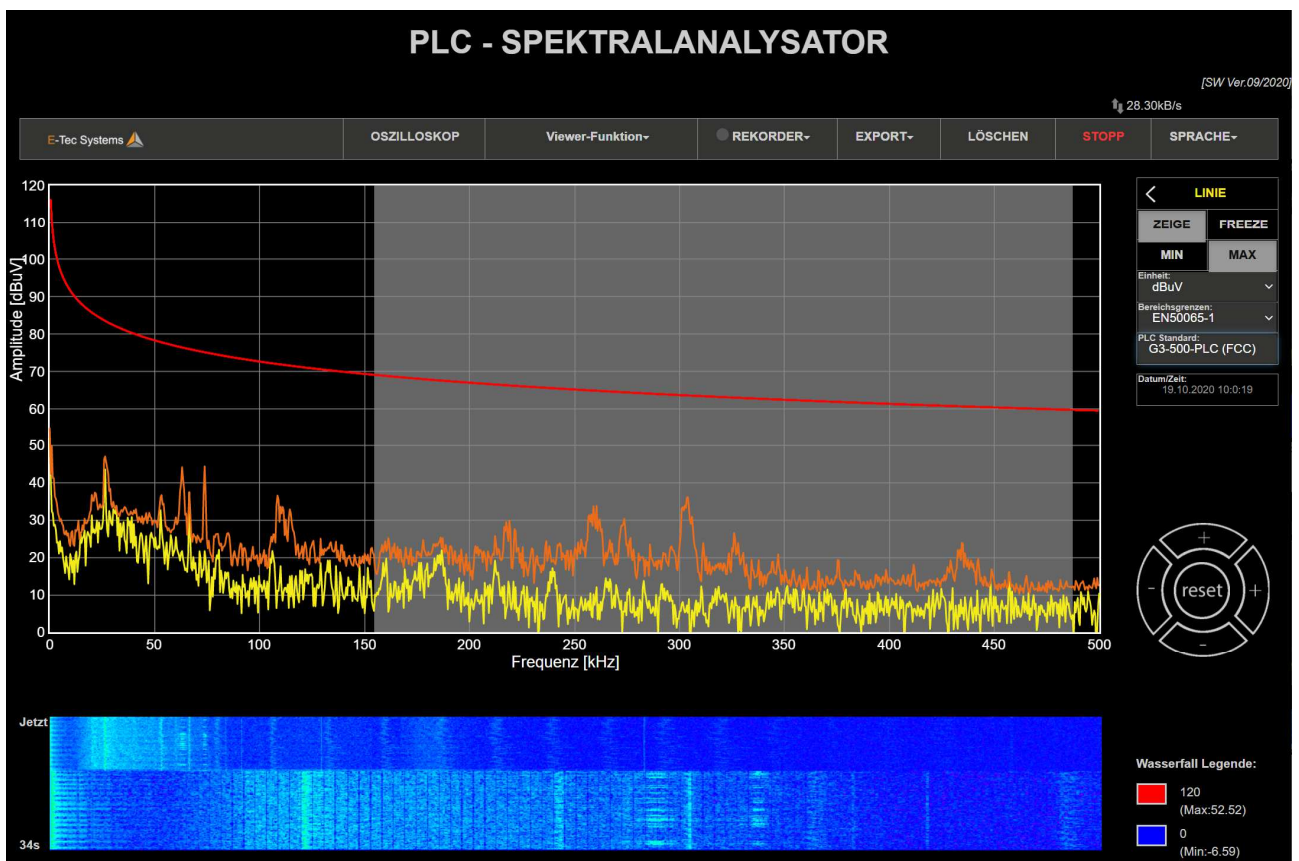 PLC - SPEKTRALANALYSATOR
[SW Ver.09/2020]
28.30kB/s
E-Tec Systems
OSZILLOSKOP
Viewer-Funktion
REKORDER
EXPORT
LÖSCHEN
STOPP
SPRACHE
120
110
100
90
80
70
60
50
40
30
20
10
0
Amplitude [dBuV]
0 50 100 150 200 250 300 350 400 450 500
Frequenz [kHz]
LINIE
ZEIGE FREEZE
MIN MAX
Einheit:
dBuV
Bereichsgrenzen:
EN50065-1
PLC Standard:
G3-500-PLC (FCC)
Datum/Zeit:
19.10.2020 10:0:19
+
- reset +
-
Jetzt
34s
Wasserfall Legende:
120
(Max:52.52)
0
(Min:-6.59)